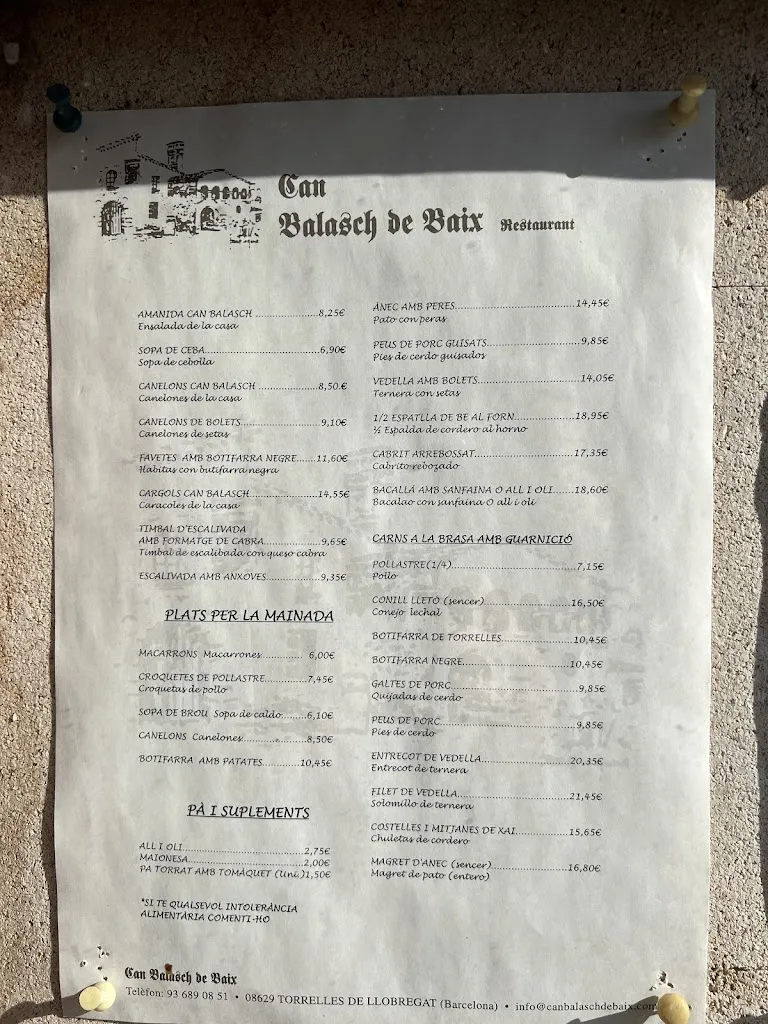 Can
Balasch de Baix Restaurant
AMANIDA CAN BALASCH ..................8,25€
Ensalada de la casa
SOPA DE CEBA................................6,90€
Sopa de cebolla
CANELONS CAN BALASCH .................8,50.€
Canelones de la casa
CANELONS DE BOLETS......................9,10€
Canelones de setas
FAVETES AMB BOTIFARRA NEGRE......11,60€
Habitas con butifarra negra
CARGOLS CAN BALASCH....................14,55€
Caracoles de la casa
TIMBAL D'ESCALIVADA
AMB FORMATGE DE CABRA................9,65€
Timbal de escalibada con queso cabra
ESCALIVADA AMB ANXOVES...............9,35€
PLATS PER LA MAINADA
MACARRONS Macarrones............. 6,00€
CROQUETES DE POLLASTRE............7,45€
Croquetas de pollo
SOPA DE BROU Sopa de caldo.......6,10€
CANELONS Canelones..................8,50€
BOTIFARRA AMB PATATES...........10,45€
PÀ I SUPLEMENTS
ALL I OLI....................................2,75€
MAIONESA..................................2,00€
PA TORRAT AMB TOMÀQUET (Uni.)1,50€
*SI TE QUALSEVOL INTOLERÀNCIA
ALIMENTÀRIA COMENTI-HO
ÀNEC AMB PERES...................................14,45€
Pato con peras
PEUS DE PORC GUISATS...........................9,85€
Pies de cerdo guisados
VEDELLA AMB BOLETS.............................14,05€
Ternera con setas
1/2 ESPATLLA DE BE AL FORN..................18,95€
½ Espalda de cordero al horno
CABRIT ARREBOSSAT.............................17,35€
Cabrito rebozado
BACALLÀ AMB SANFAINA O ALL I OLI......18,60€
Bacalao con sanfaina O all i oli
CARNS A LA BRASA AMB GUARNICIÓ
POLLASTRE(1/4)....................................7,15€
Pollo
CONILL LLETÓ (sencer).........................16,50€
Conejo lechal
BOTIFARRA DE TORRELLES....................10,45€
BOTIFARRA NEGRE...............................10,45€
GALTES DE PORC....................................9,85€
Quijadas de cerdo
PEUS DE PORC.......................................9,85€
Pies de cerdo
ENTRECOT DE VEDELLA.........................20,35€
Entrecot de ternera
FILET DE VEDELLA................................21,45€
Solomillo de ternera
COSTELLES I MITJANES DE XAI...............15,65€
Chuletas de cordero
MAGRET D'ANEC (sencer)......................16,80€
Magret de pato (entero)
Can Balasch de Baix
Telèfon: 93 689 08 51 • 08629 TORRELLES DE LLOBREGAT (Barcelona) • info@canbalaschdebaix.com